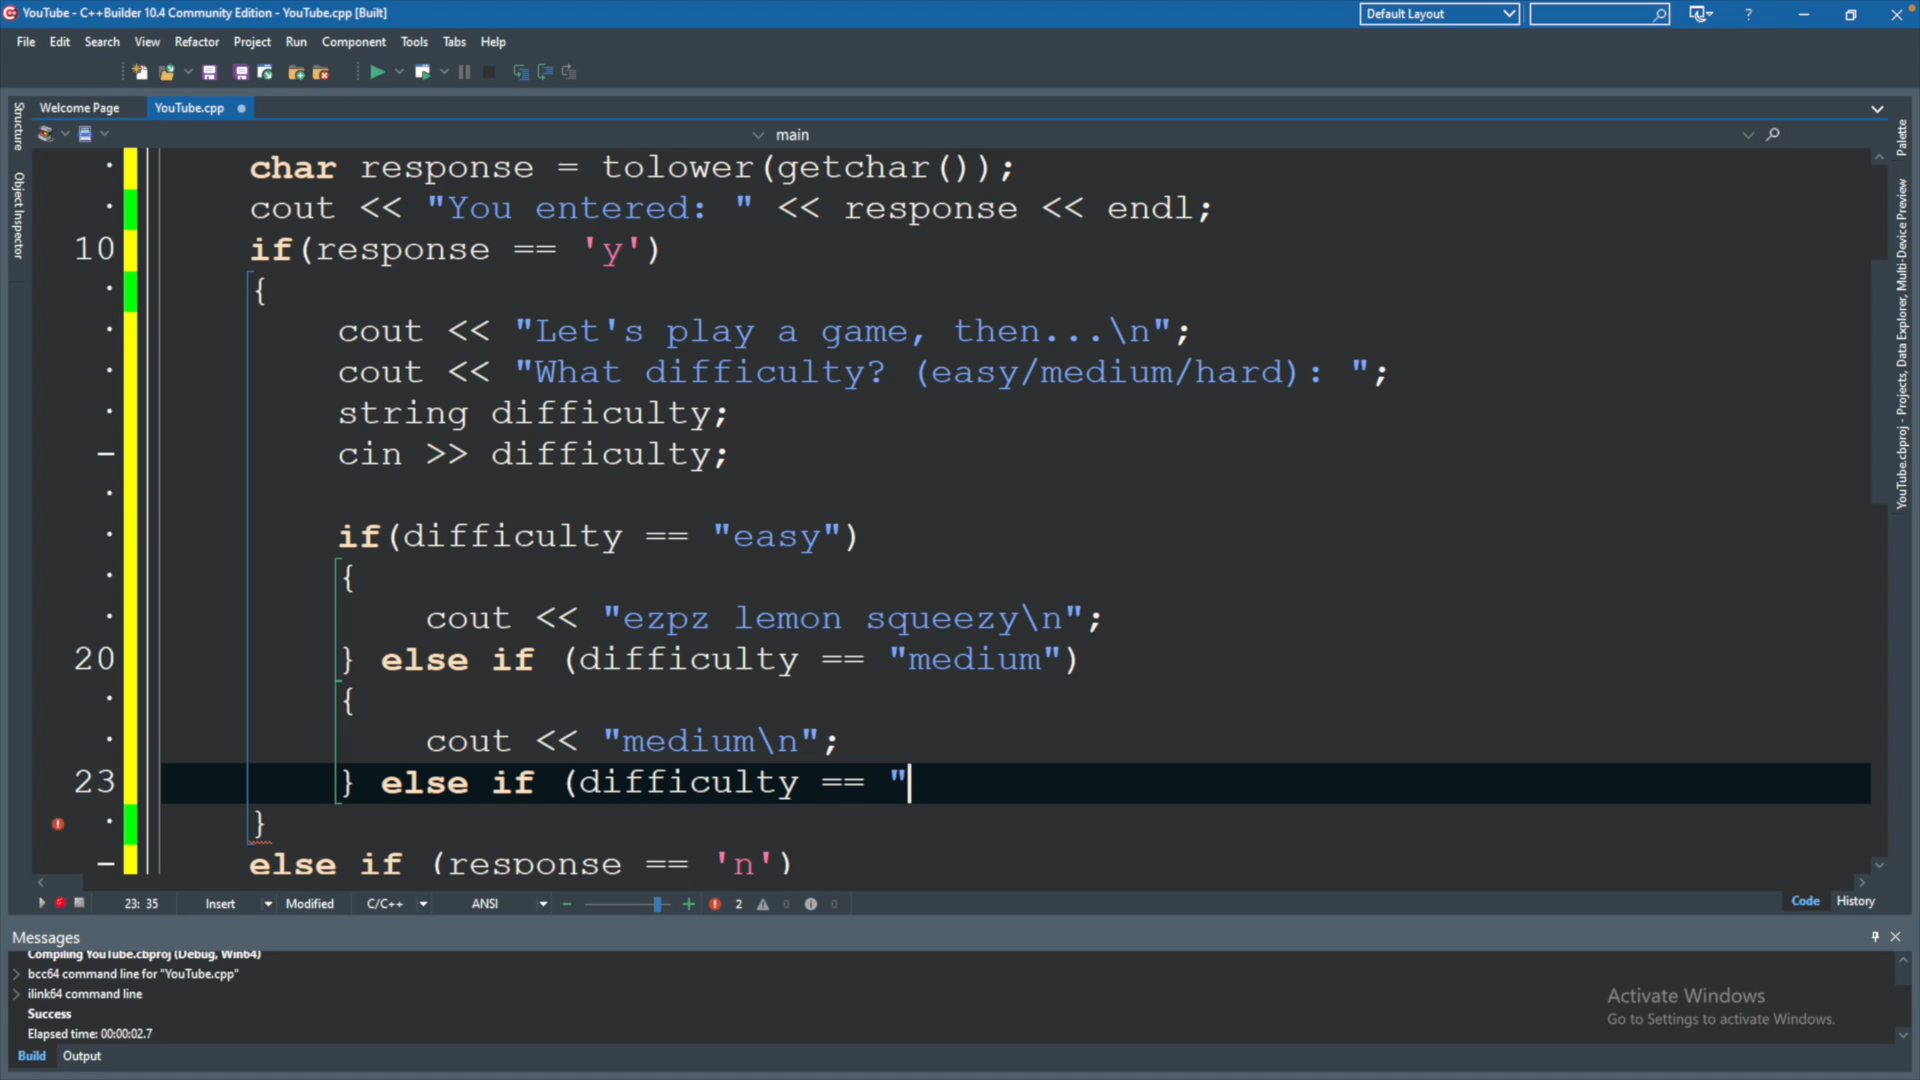 YouTube - C++Builder 10.4 Community Edition - YouTube.cpp [Built]
Default Layout
File Edit Search View Refactor Project Run Component Tools Tabs Help
Welcome Page YouTube.cpp
main
Structure
Object Inspector
Palette
YouTube.cbproj - Projects, Data Explorer, Multi-Device Preview
char response = tolower(getchar());
cout << "You entered: " << response << endl;
10 if(response == 'y')
{
cout << "Let's play a game, then...\n";
cout << "What difficulty? (easy/medium/hard): ";
string difficulty;
cin >> difficulty;
if(difficulty == "easy")
{
cout << "ezpz lemon squeezy\n";
20 } else if (difficulty == "medium")
{
cout << "medium\n";
23 } else if (difficulty == "
}
else if (response == 'n')
23: 35 Insert Modified C/C++ ANSI 2 0 0
Code History
Messages
Compiling YouTube.cbproj (Debug, Win64)
bcc64 command line for "YouTube.cpp"
ilink64 command line
Success
Elapsed time: 00:00:02.7
Activate Windows
Go to Settings to activate Windows.
Build Output